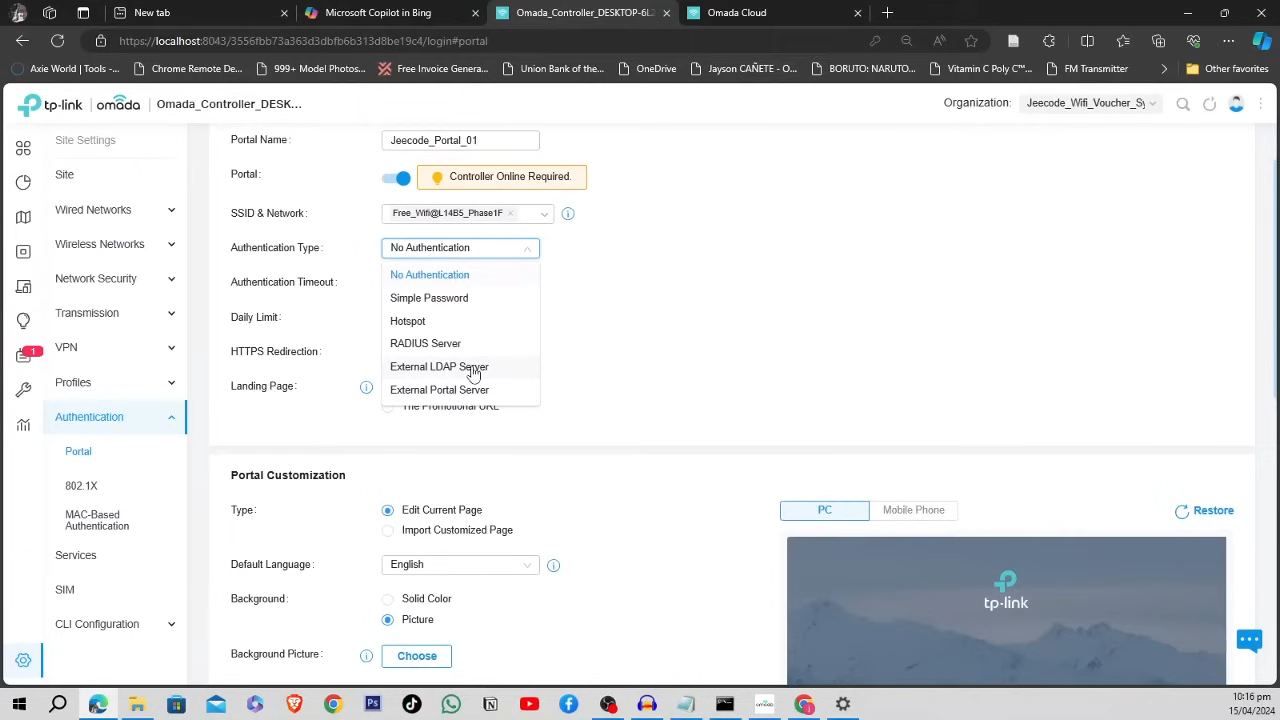 New tab
Microsoft Copilot in Bing
Omada_Controller_DESKTOP-6L
Omada Cloud
https://localhost:8043/3556fbb73a363d3dbfb6b313d8be19c4/login#portal
Axie World | Tools -...
Chrome Remote De...
999+ Model Photos...
Free Invoice Genera...
Union Bank of the...
OneDrive
Jayson CAÑETE - O...
BORUTO: NARUTO...
Vitamin C Poly C™...
FM Transmitter
Other favorites
tp-link | omada | Omada_Controller_DESK...
Organization:
Jeecode_Wifi_Voucher_Sy
Site Settings
Site
Wired Networks
Wireless Networks
Network Security
Transmission
VPN
1
Profiles
Authentication
Portal
802.1X
MAC-Based
Authentication
Services
SIM
CLI Configuration
Portal Name:
Jeecode_Portal_01
Portal:
Controller Online Required.
SSID & Network:
Free_Wifi@L14B5_Phase1F
Authentication Type:
No Authentication
No Authentication
Simple Password
Hotspot
RADIUS Server
External LDAP Server
External Portal Server
Authentication Timeout:
Daily Limit:
HTTPS Redirection:
Landing Page:
The Promotional URL
Portal Customization
Type:
Edit Current Page
Import Customized Page
Default Language:
English
Background:
Solid Color
Picture
Background Picture:
Choose
PC
Mobile Phone
Restore
tp-link
10:16 pm
15/04/2024